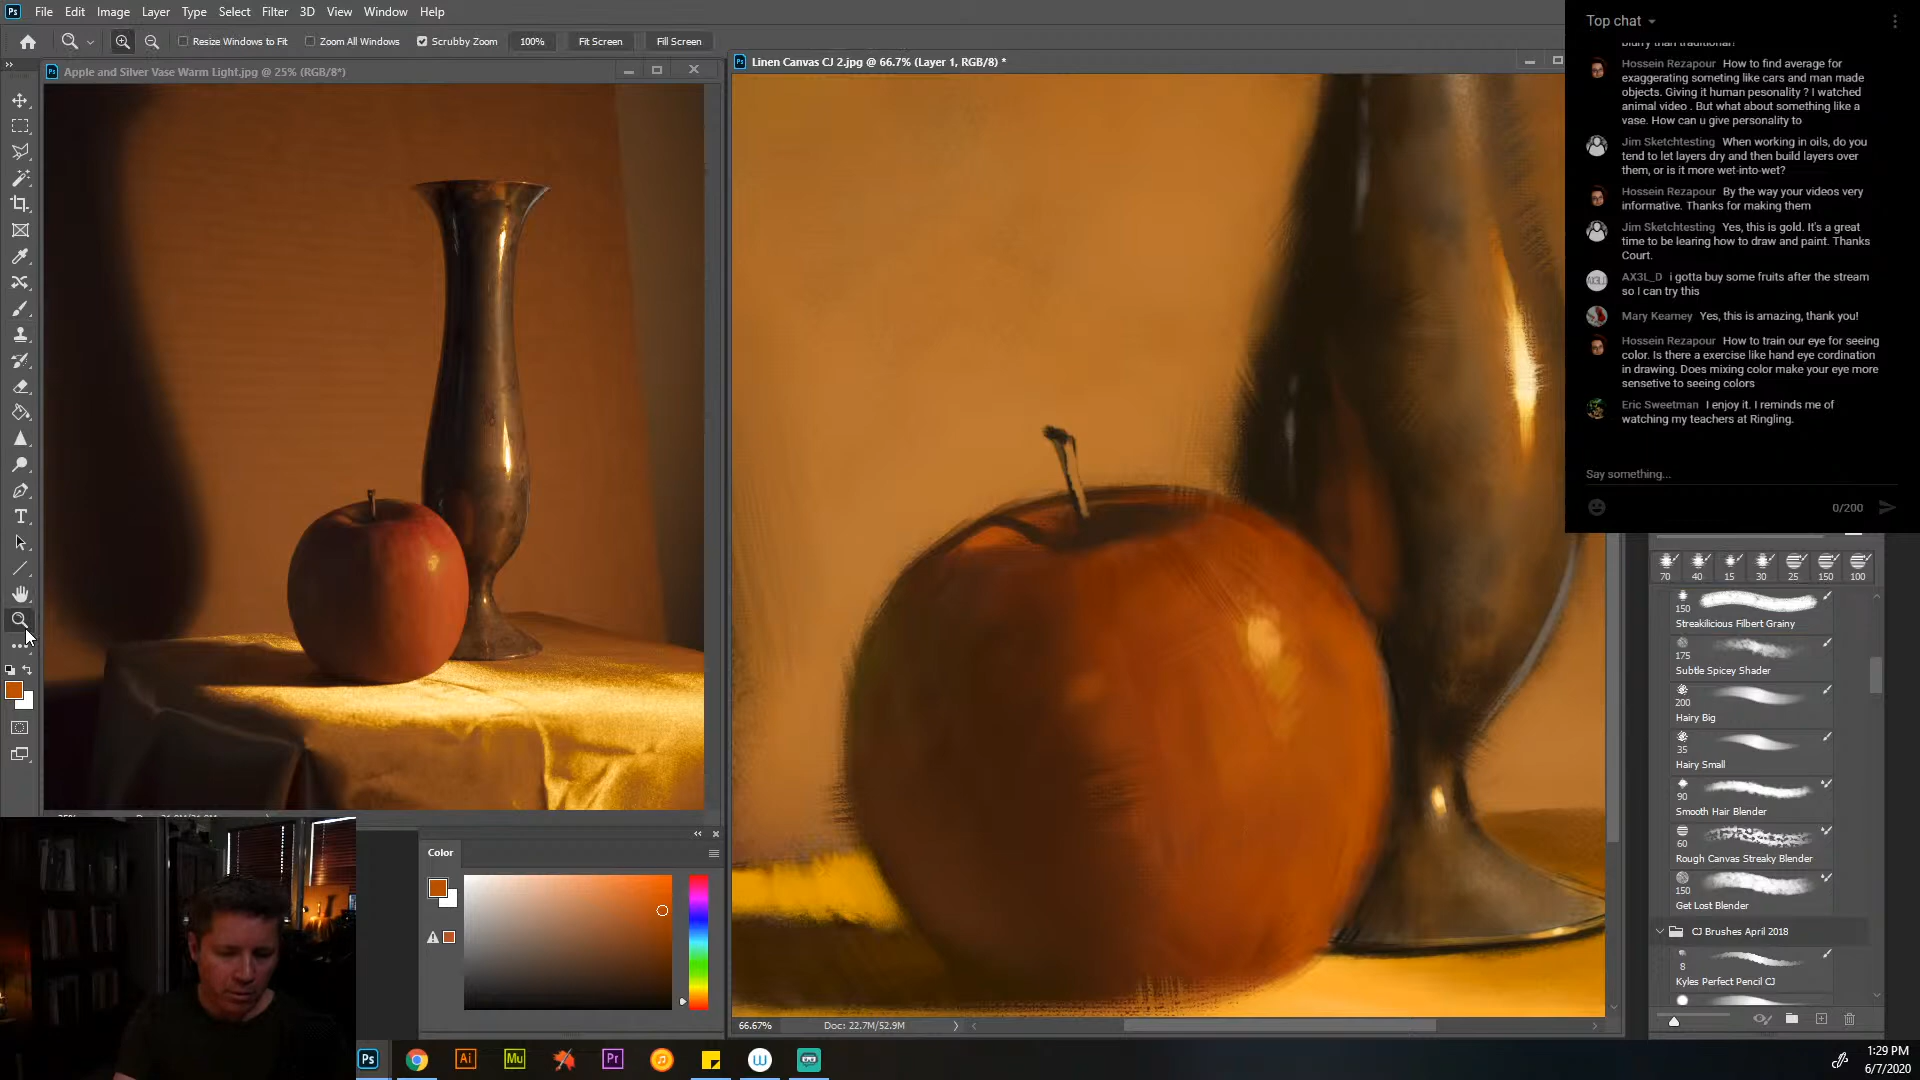 File Edit Image Layer Type Select Filter 3D View Window Help
Resize Windows to Fit Zoom All Windows Scrubby Zoom 100% Fit Screen Fill Screen
Apple and Silver Vase Warm Light.jpg @ 25% (RGB/8*)
Linen Canvas CJ 2.jpg @ 66.7% (Layer 1, RGB/8) *
Top chat
blurry than traditional?
Hossein Rezapour How to find average for
exaggerating someting like cars and man made
objects. Giving it human pesonality ? I watched
animal video . But what about something like a
vase. How can u give personality to
Jim Sketchtesting When working in oils, do you
tend to let layers dry and then build layers over
them, or is it more wet-into-wet?
Hossein Rezapour By the way your videos very
informative. Thanks for making them
Jim Sketchtesting Yes, this is gold. It's a great
time to be learing how to draw and paint. Thanks
Court.
AX3L_D i gotta buy some fruits after the stream
so I can try this
Mary Kearney Yes, this is amazing, thank you!
Hossein Rezapour How to train our eye for seeing
color. Is there a exercise like hand eye cordination
in drawing. Does mixing color make your eye more
sensetive to seeing colors
Eric Sweetman I enjoy it. I reminds me of
watching my teachers at Ringling.
Say something...
0/200
70 40 15 30 25 150 100
150
Streakilicious Filbert Grainy
175
Subtle Spicey Shader
200
Hairy Big
35
Hairy Small
90
Smooth Hair Blender
60
Rough Canvas Streaky Blender
150
Get Lost Blender
CJ Brushes April 2018
8
Kyles Perfect Pencil CJ
Color
66.67% Doc: 22.7M/52.9M
Ps Ai Mu Pr
1:29 PM
6/7/2020